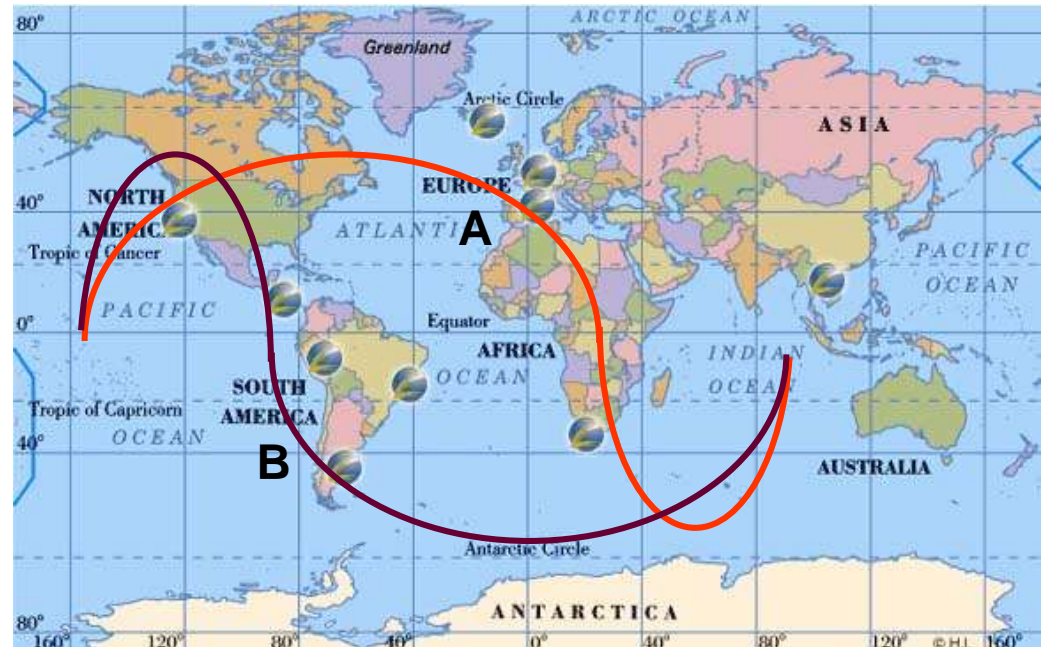 ARCTIC OCEAN
80°
Greenland
Arctic Circle
ASIA
EUROPE
NORTH
AMERICA
40°
A
ATLANTI
Tropic of Cancer
PACIFIC
OCEAN
PACIFIC
0°
Equator
AFRICA
INDIAN
OCEAN
OCEAN
SOUTH
AMERICA
Tropic of Capricorn
OCEAN
40°
B
AUSTRALIA
Antarctic Circle
ANTARCTICA
80°
160° 120° 80° 40° 0° 40° 80° 120° © H.L. 160°